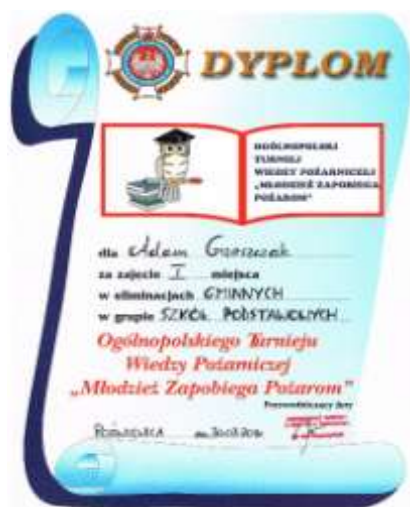 DYPLOM
OGÓLNOPOLSKI
TURNIEJ
WIEDZY POŻARNICZEJ
„MŁODZIEŻ ZAPOBIEGA
POŻAROM”
dla Adam
za zajęcie I miejsca
w eliminacjach GMINNYCH
w grupie SZKÓŁ PODSTAWOWYCH
Ogólnopolskiego Turnieju
Wiedzy Pożarniczej
„Młodzież Zapobiega Pożarom”
Przewodniczący Jury